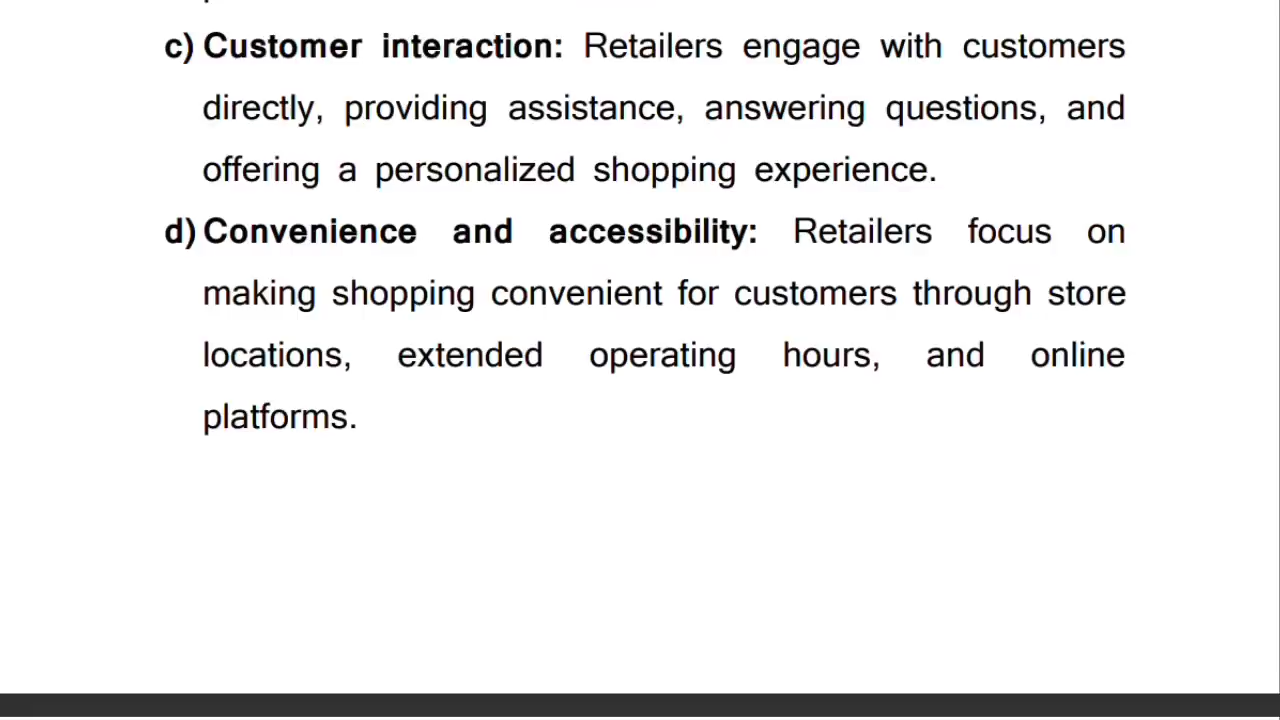 c) Customer interaction: Retailers engage with customers
directly, providing assistance, answering questions, and
offering a personalized shopping experience.
d) Convenience and accessibility: Retailers focus on
making shopping convenient for customers through store
locations, extended operating hours, and online
platforms.